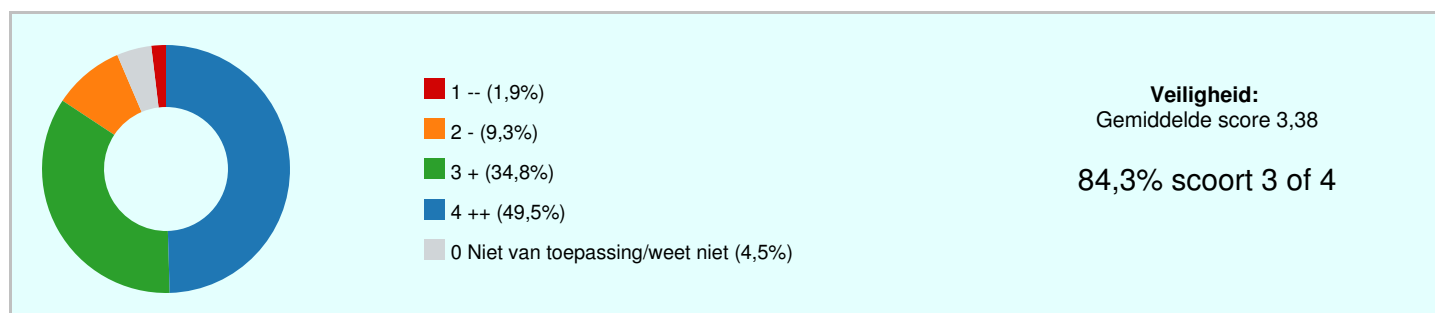 1 -- (1,9%)
2 - (9,3%)
3 + (34,8%)
4 ++ (49,5%)
0 Niet van toepassing/weet niet (4,5%)
Veiligheid:
Gemiddelde score 3,38
84,3% scoort 3 of 4